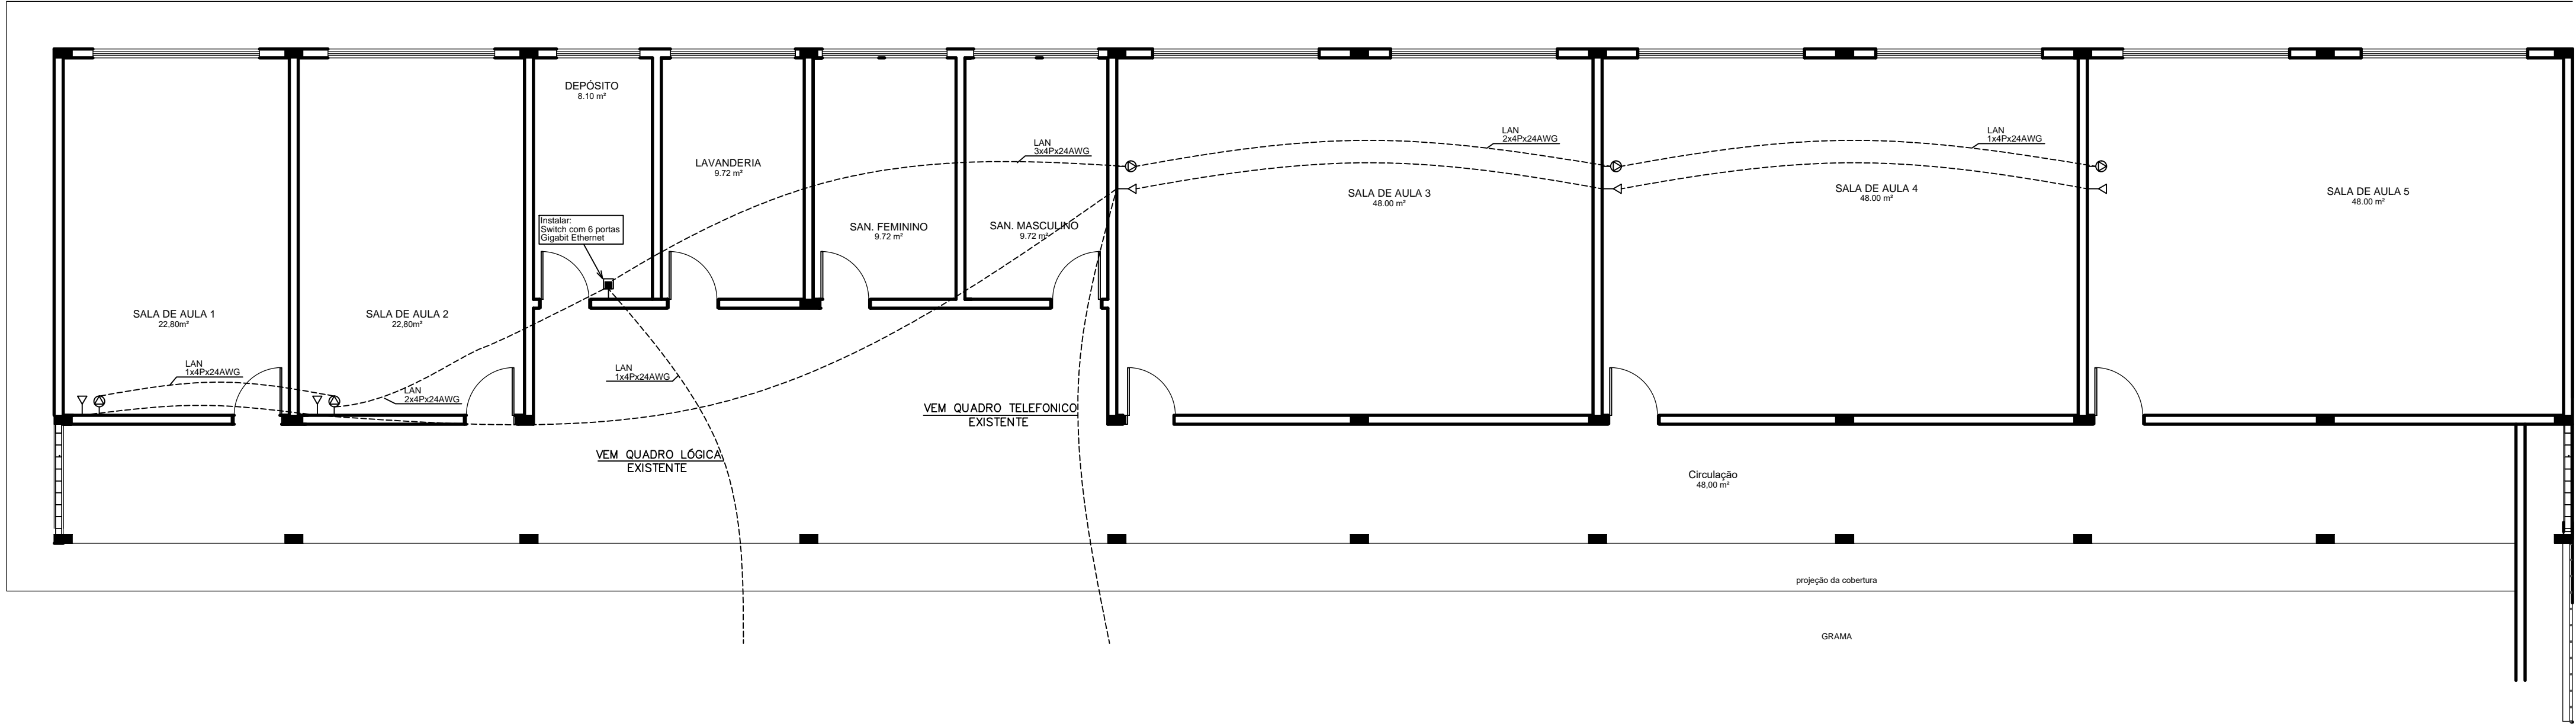 DEPÓSITO
8.10 m²
LAN
2x4Px24AWG
LAN
1x4Px24AWG
LAN
3x4Px24AWG
LAVANDERIA
9.72 m²
SALA DE AULA 3
48.00 m²
SALA DE AULA 4
48.00 m²
SALA DE AULA 5
48.00 m²
Instalar:
Switch com 6 portas
Gigabit Ethernet
SAN. FEMININO
9.72 m²
SAN. MASCULINO
9.72 m²
SALA DE AULA 1
22,80m²
SALA DE AULA 2
22,80m²
LAN
1x4Px24AWG
LAN
1x4Px24AWG
LAN
2x4Px24AWG
VEM QUADRO TELEFONICO
EXISTENTE
VEM QUADRO LÓGICA
EXISTENTE
Circulação
48,00 m²
projeção da cobertura
GRAMA